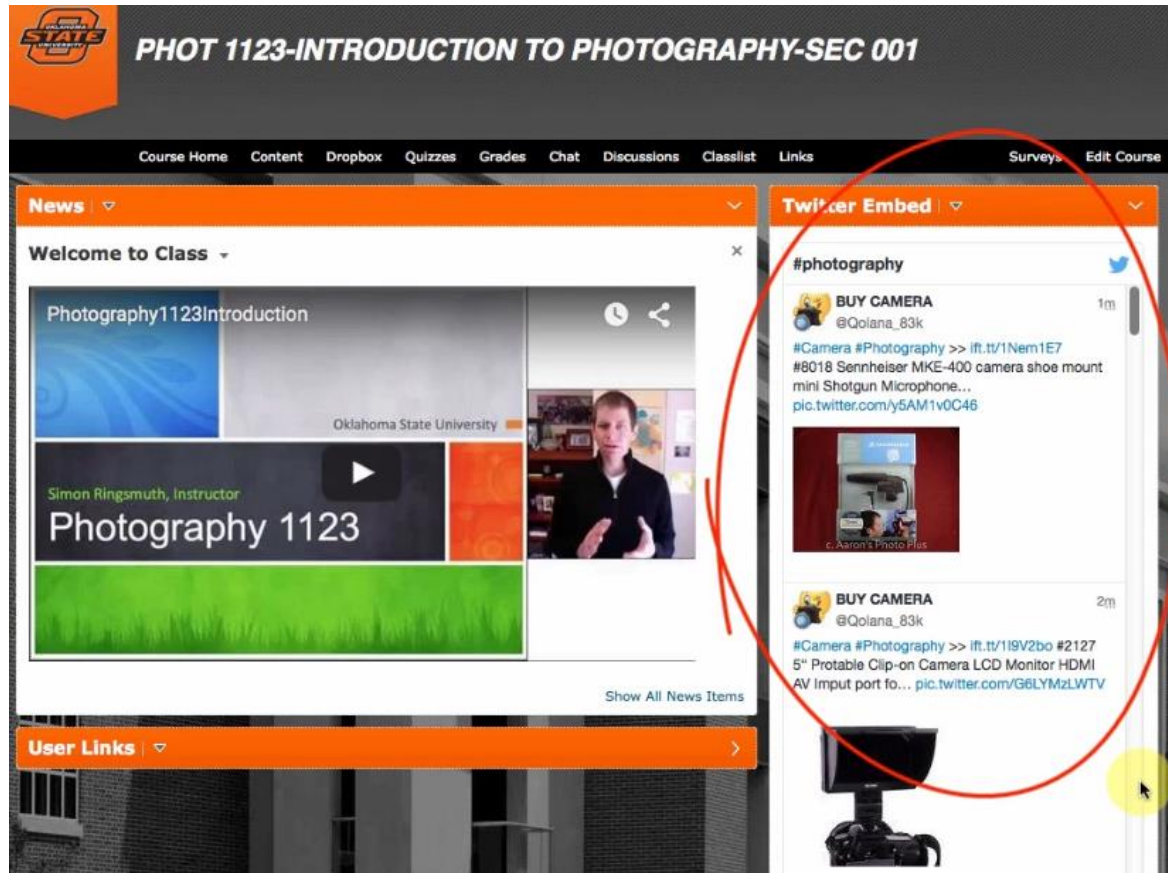 OKLAHOMA
STATE
UNIVERSITY
PHOT 1123-INTRODUCTION TO PHOTOGRAPHY-SEC 001
Course Home Content Dropbox Quizzes Grades Chat Discussions Classlist Links Surveys Edit Course
News
Welcome to Class
Photography1123Introduction
Oklahoma State University
Simon Ringsmuth, Instructor
Photography 1123
Show All News Items
User Links
Twitter Embed
#photography
BUY CAMERA 1m
@Qolana_83k
#Camera #Photography >> ift.tt/1Nem1E7
#8018 Sennheiser MKE-400 camera shoe mount
mini Shotgun Microphone...
pic.twitter.com/y5AM1v0C46
c. Aaron's Photo Plus
BUY CAMERA 2m
@Qolana_83k
#Camera #Photography >> ift.tt/1I9V2bo #2127
5" Protable Clip-on Camera LCD Monitor HDMI
AV Imput port fo... pic.twitter.com/G6LYMzLWTV